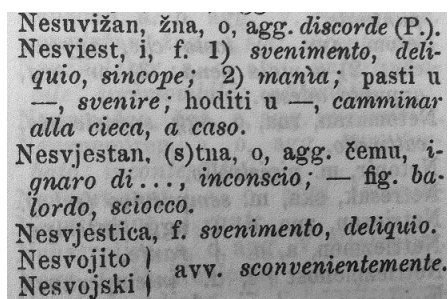 Nesuvižan, žna, o, agg. discorde (P.).
Nesviest, i, f. 1) svenimento, deli-
quio, sincope; 2) manìa; pasti u
—, svenire; hoditi u —, camminar
alla cieca, a caso.
Nesvjestan, (s)tna, o, agg. čemu, i-
gnaro di..., inconscio; — fig. ba-
lordo, sciocco.
Nesvjestica, f. svenimento, deliquio.
Nesvojito } avv. sconvenientemente.
Nesvojski }